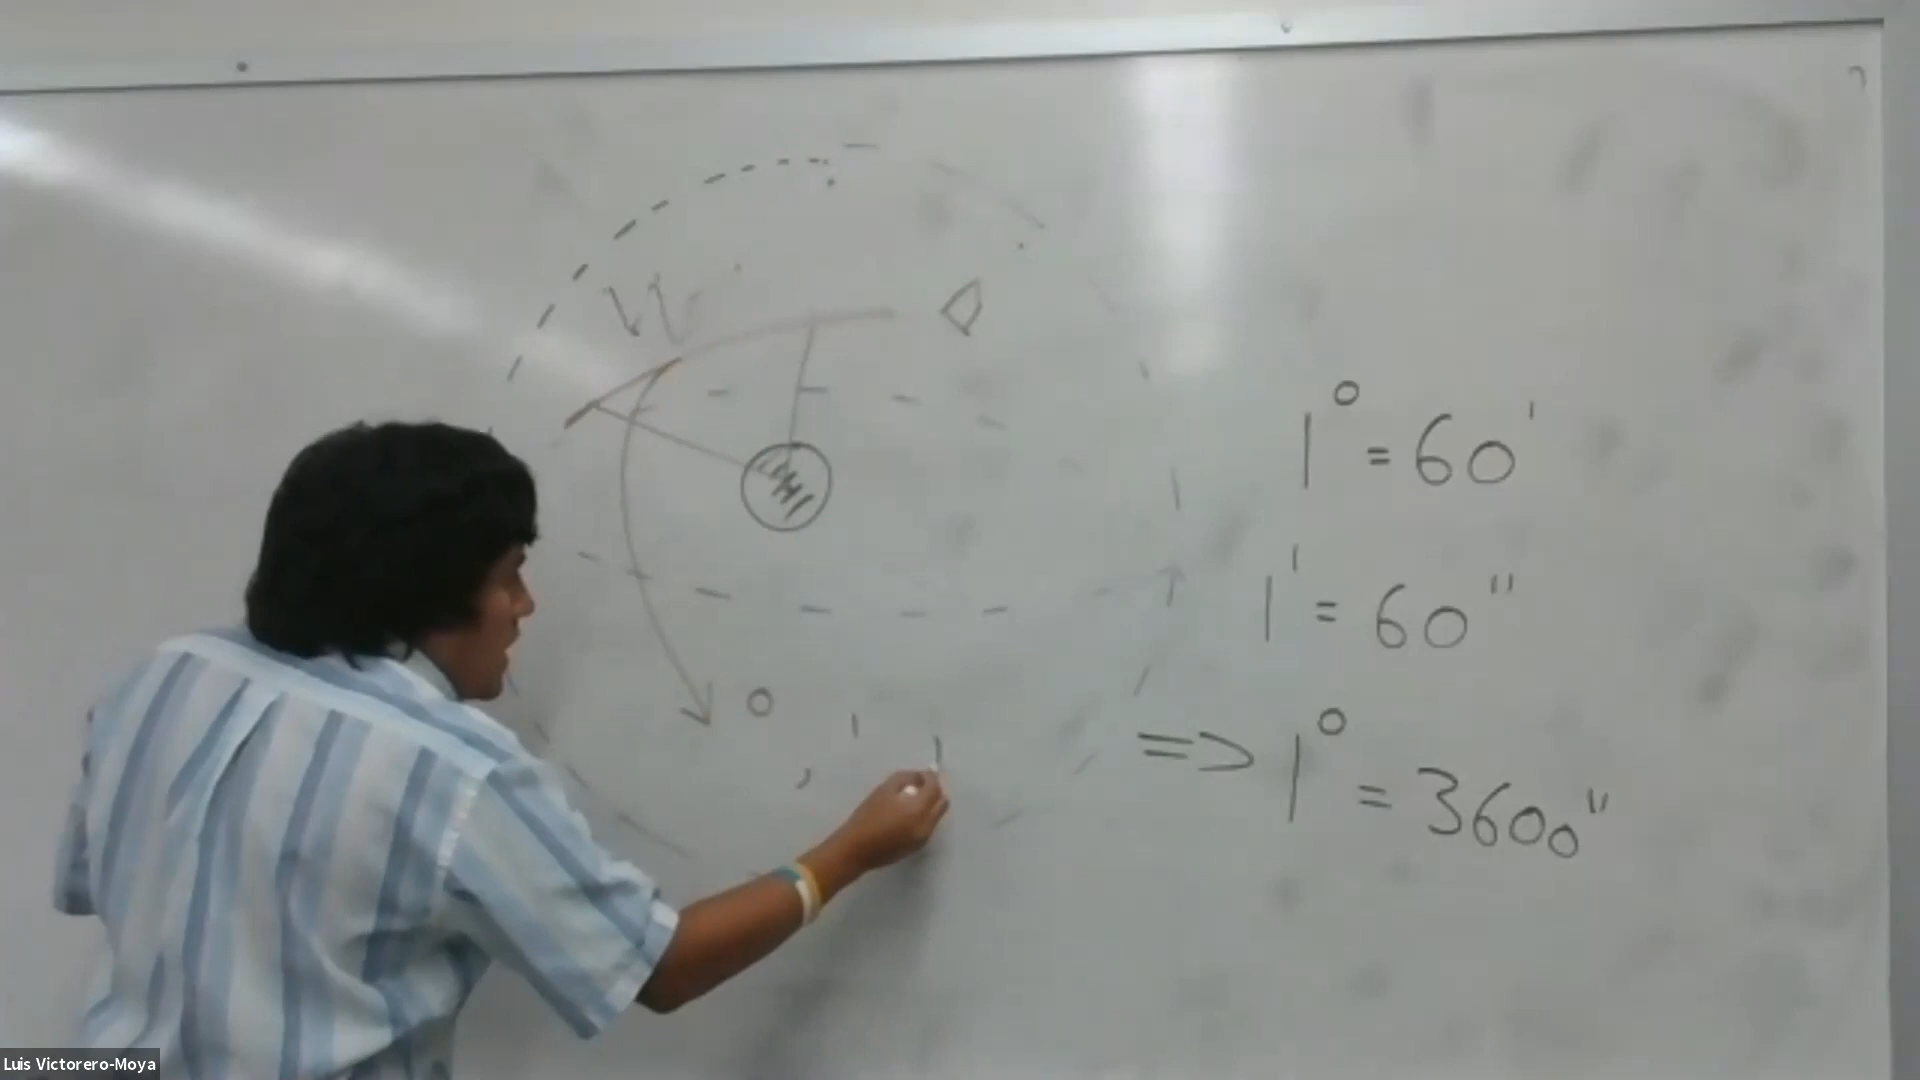 1° = 60'
1' = 60"
=> 1° = 3600"
° , ' '
Luis Victorero-Moya